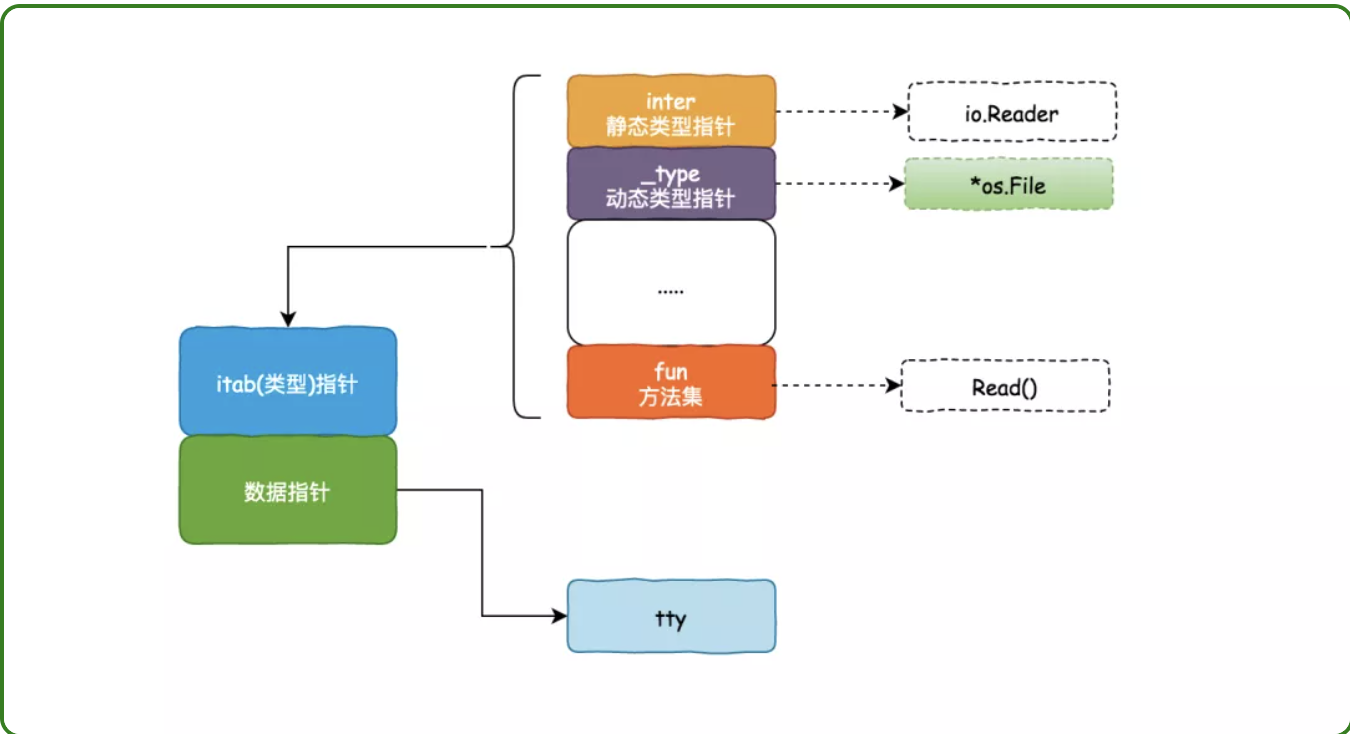 inter
静态类型指针
io.Reader
_type
动态类型指针
*os.File
.....
fun
方法集
Read()
itab(类型)指针
数据指针
tty